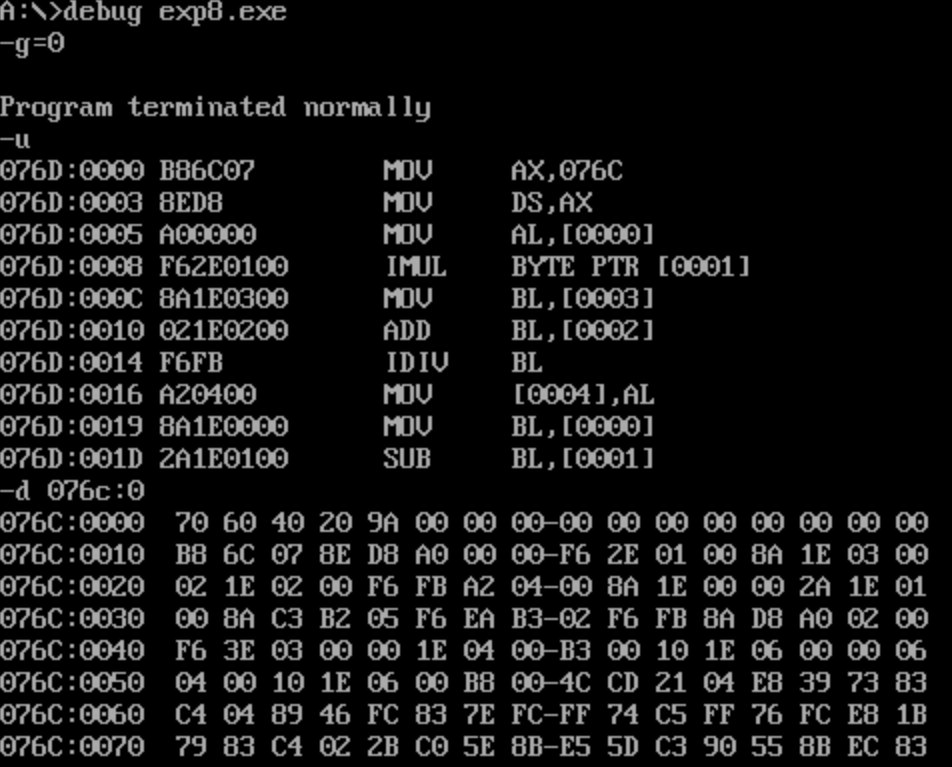 A:\>debug exp8.exe
-g=0
Program terminated normally
-u
076D:0000 B86C07 MOV AX,076C
076D:0003 8ED8 MOV DS,AX
076D:0005 A00000 MOV AL,[0000]
076D:0008 F62E0100 IMUL BYTE PTR [0001]
076D:000C 8A1E0300 MOV BL,[0003]
076D:0010 021E0200 ADD BL,[0002]
076D:0014 F6FB IDIV BL
076D:0016 A20400 MOV [0004],AL
076D:0019 8A1E0000 MOV BL,[0000]
076D:001D 2A1E0100 SUB BL,[0001]
-d 076c:0
076C:0000 70 60 40 20 9A 00 00 00-00 00 00 00 00 00 00 00
076C:0010 B8 6C 07 8E D8 A0 00 00-F6 2E 01 00 8A 1E 03 00
076C:0020 02 1E 02 00 F6 FB A2 04-00 8A 1E 00 00 2A 1E 01
076C:0030 00 8A C3 B2 05 F6 EA B3-02 F6 FB 8A D8 A0 02 00
076C:0040 F6 3E 03 00 00 1E 04 00-B3 00 10 1E 06 00 00 06
076C:0050 04 00 10 1E 06 00 B8 00-4C CD 21 04 E8 39 73 83
076C:0060 C4 04 89 46 FC 83 7E FC-FF 74 C5 FF 76 FC E8 1B
076C:0070 79 83 C4 02 2B C0 5E 8B-E5 5D C3 90 55 8B EC 83